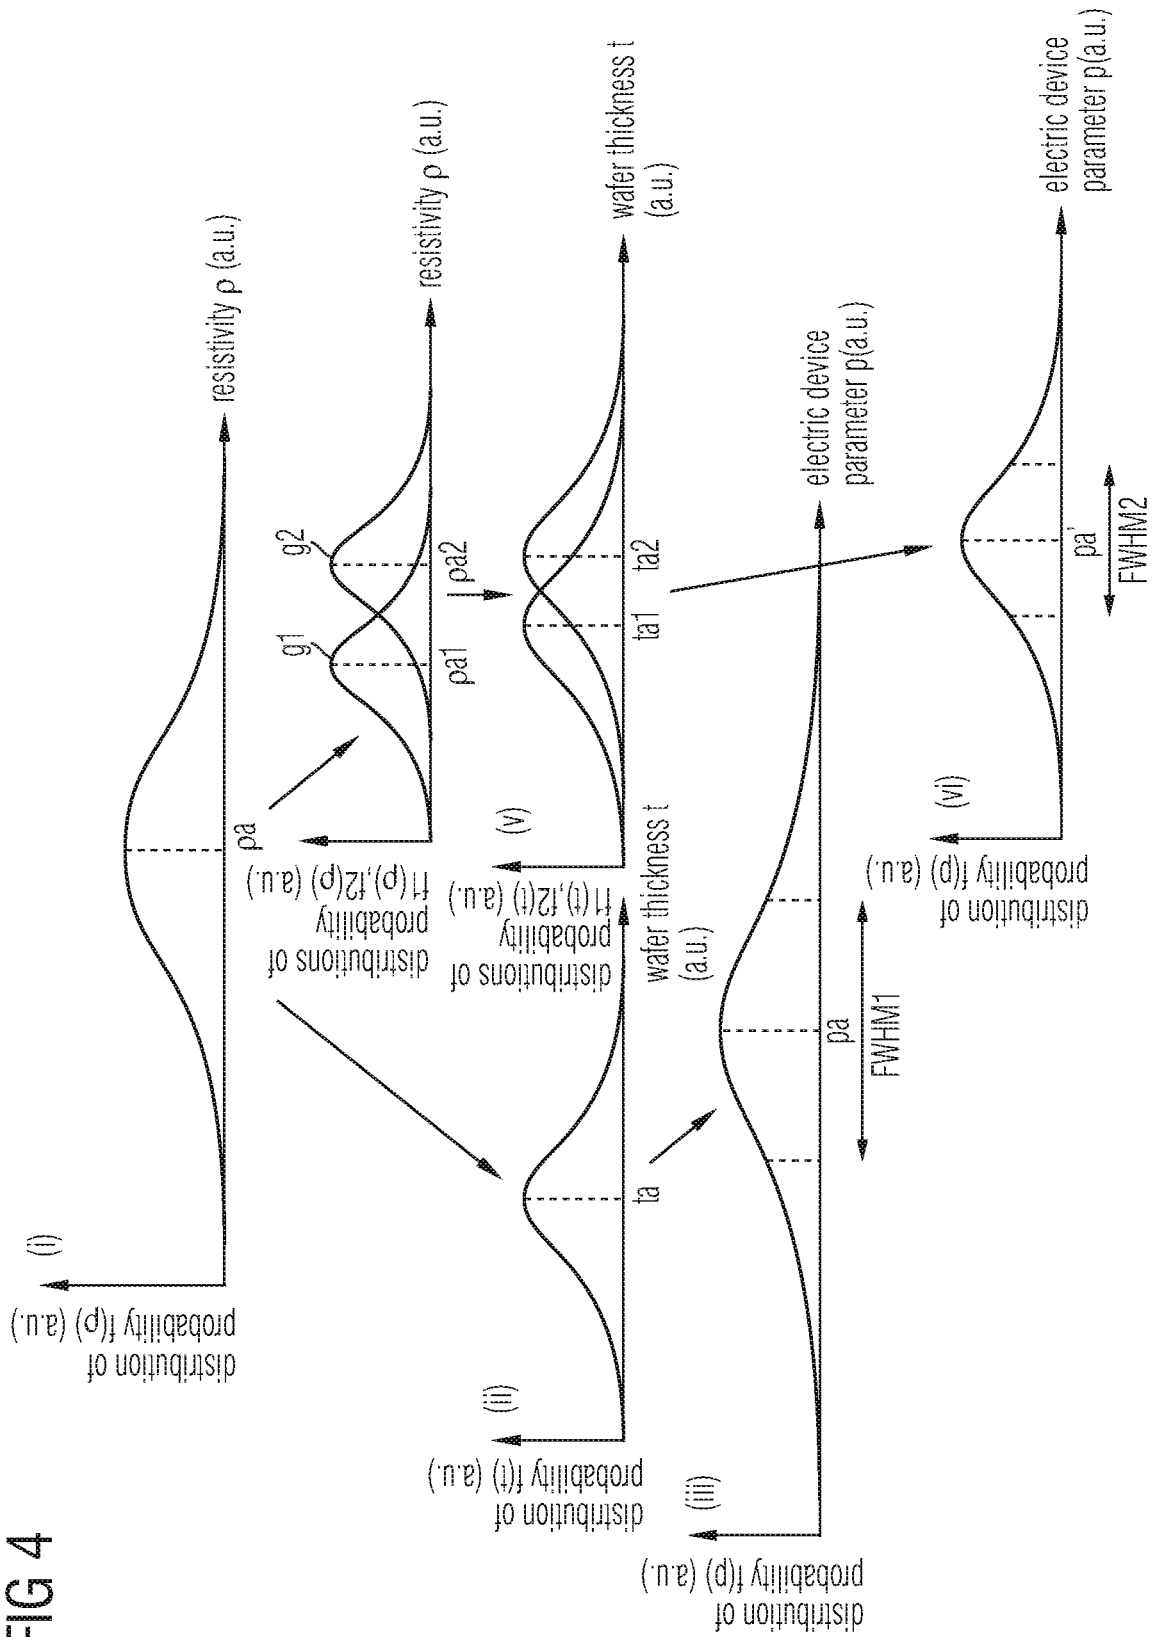 FIG 4
(i)
distribution of
probability f(ρ) (a.u.)
ρa
resistivity ρ (a.u.)
g1
g2
distributions of
probability
f1(ρ),f2(ρ) (a.u.)
ρa1
ρa2
resistivity ρ (a.u.)
(ii)
distribution of
probability f(t) (a.u.)
ta
wafer thickness t
(a.u.)
(v)
distributions of
probability
f1(t),f2(t) (a.u.)
ta1
ta2
wafer thickness t
(a.u.)
(iii)
distribution of
probability f(p) (a.u.)
pa
FWHM1
electric device
parameter p(a.u.)
(vi)
distribution of
probability f(p) (a.u.)
pa'
FWHM2
electric device
parameter p(a.u.)